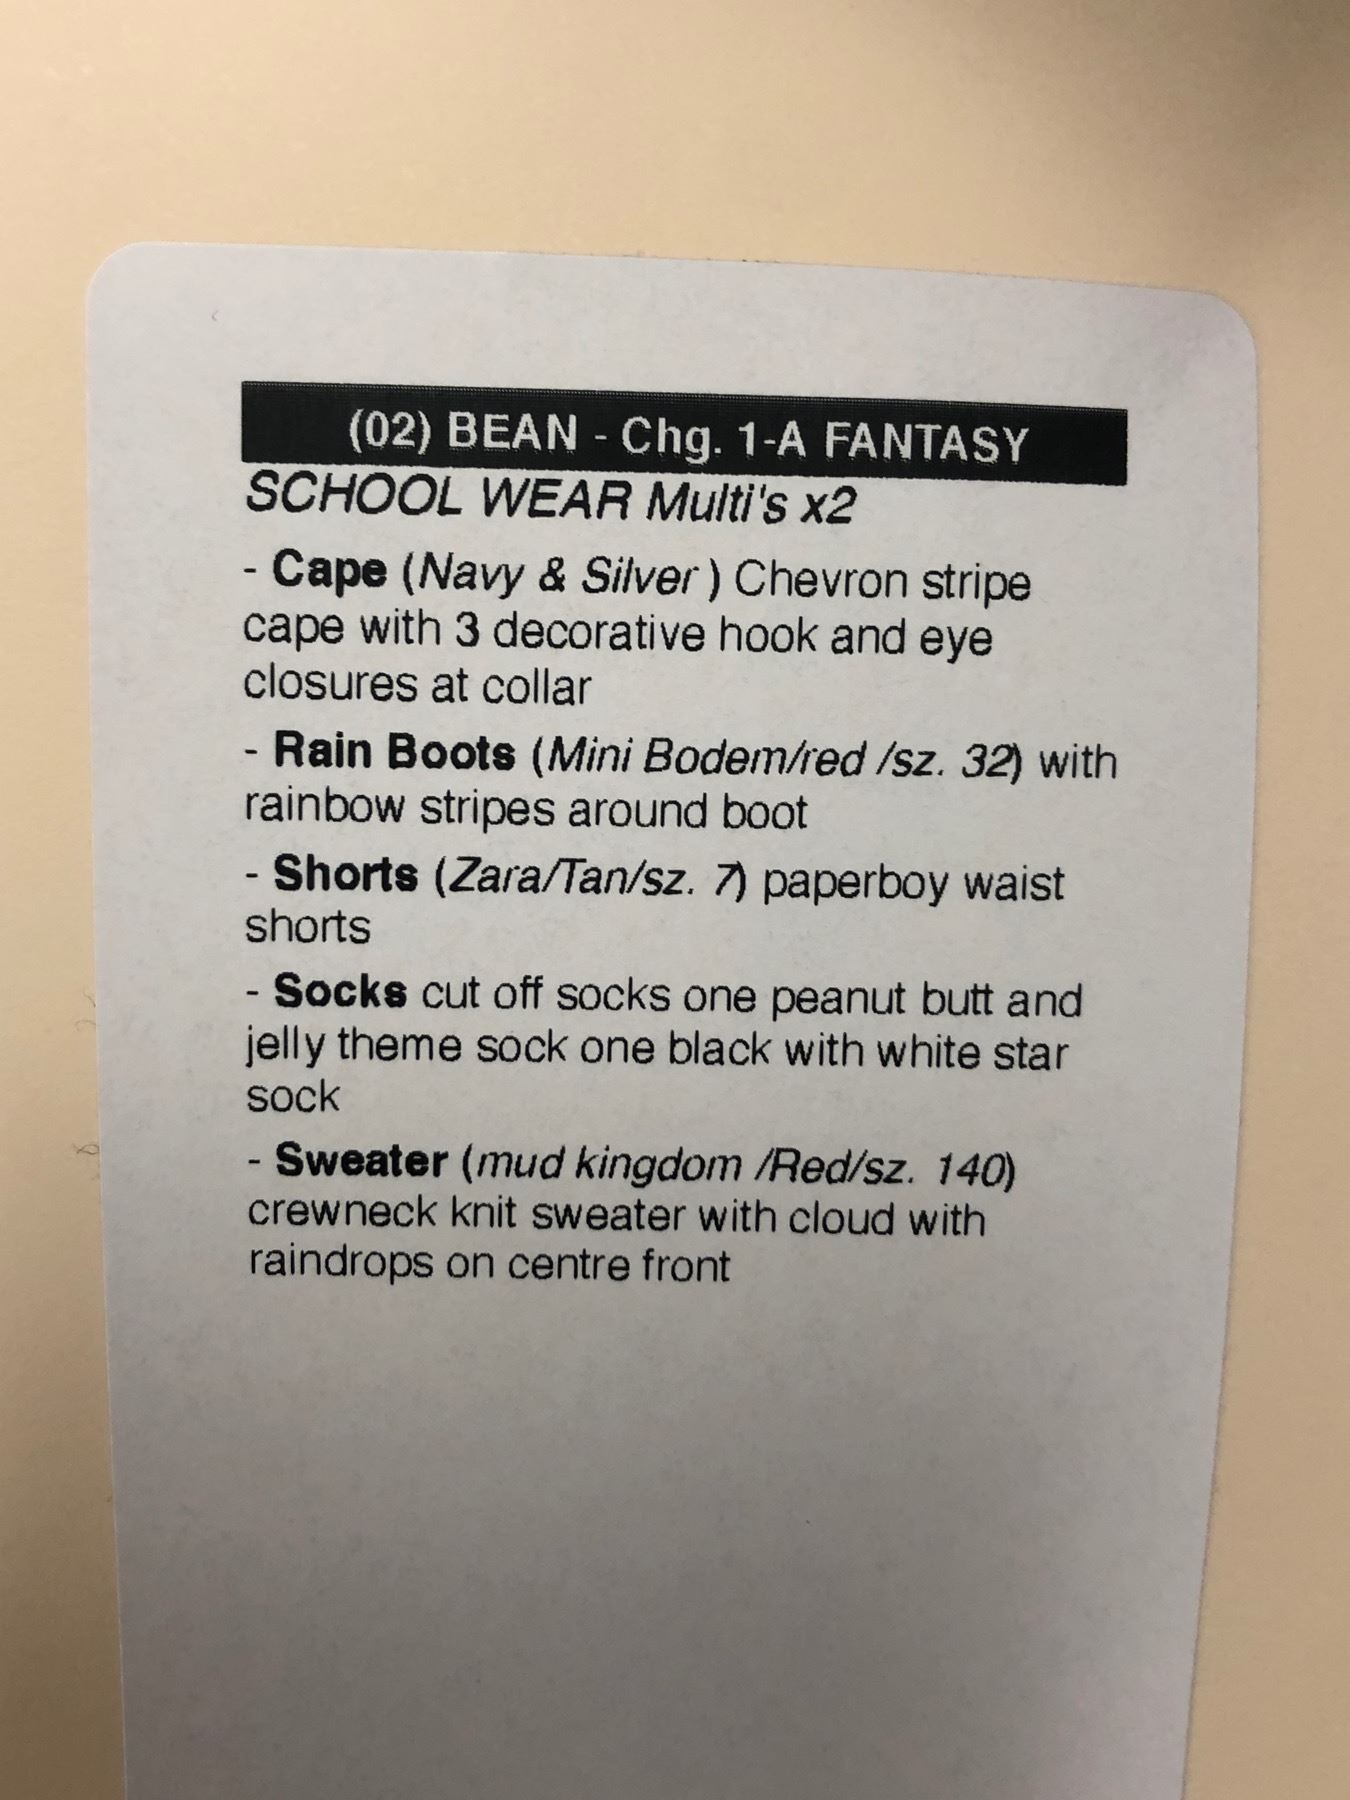 (02) BEAN - Chg. 1-A FANTASY
SCHOOL WEAR Multi's x2
- Cape (Navy & Silver ) Chevron stripe
cape with 3 decorative hook and eye
closures at collar
- Rain Boots (Mini Bodem/red /sz. 32) with
rainbow stripes around boot
- Shorts (Zara/Tan/sz. 7) paperboy waist
shorts
- Socks cut off socks one peanut butt and
jelly theme sock one black with white star
sock
- Sweater (mud kingdom /Red/sz. 140)
crewneck knit sweater with cloud with
raindrops on centre front